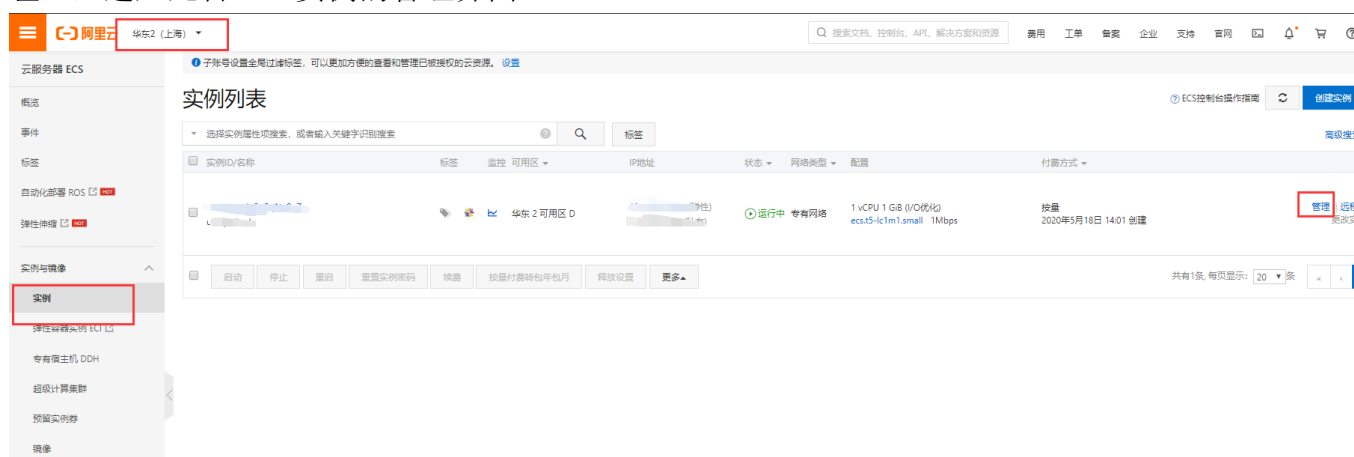 阿里云 华东2（上海） 搜索文档、控制台、API、解决方案和资源 费用 工单 备案 企业 支持 官网
云服务器 ECS
子账号设置全局过滤标签，可以更加方便的查看和管理已被授权的云资源。 设置
概览
实例列表
ECS控制台操作指南 创建实例
事件
选择实例属性项搜索，或者输入关键字识别搜索 标签
标签
实例ID/名称 标签 监控 可用区 IP地址 状态 网络类型 配置 付费方式
自动化部署 ROS HOT
弹性伸缩 HOT
华东 2 可用区 D 运行中 专有网络 1 vCPU 1 GiB (I/O优化) 按量 管理
ecs.t5-lc1m1.small 1Mbps 2020年5月18日 14:01 创建
实例与镜像
启动 停止 重启 重置实例密码 续费 按量付费转包年包月 释放设置 更多 共有1条, 每页显示: 20 条
实例
弹性容器实例 ECI
专有宿主机 DDH
超级计算集群
预留实例券
镜像